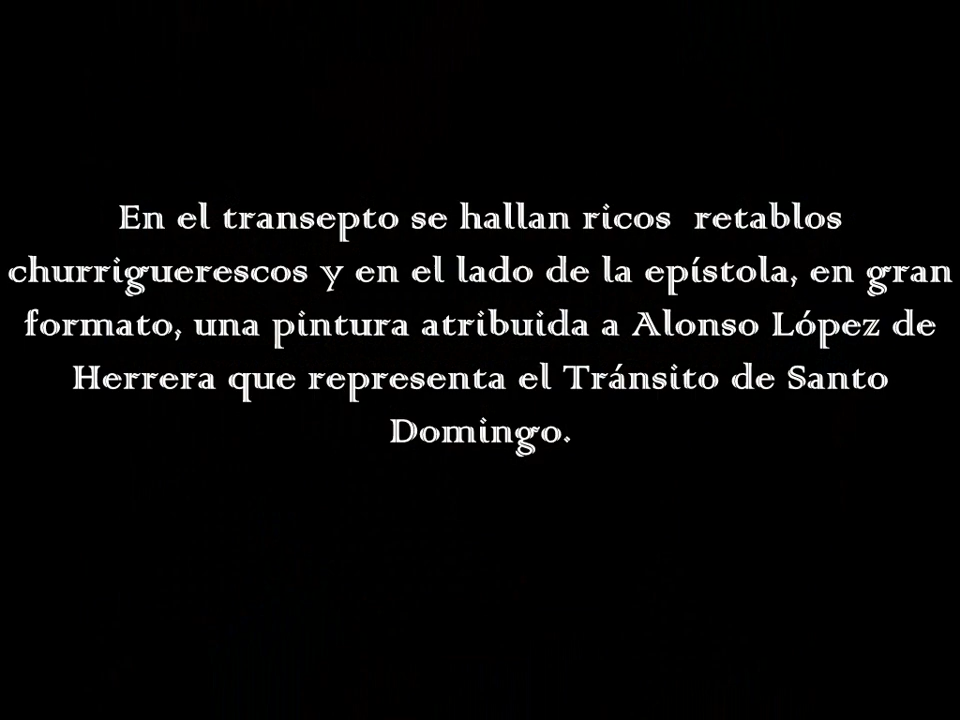 En el transepto se hallan ricos  retablos
churriguerescos y en el lado de la epístola, en gran
formato, una pintura atribuida a Alonso López de
Herrera que representa el Tránsito de Santo
Domingo.